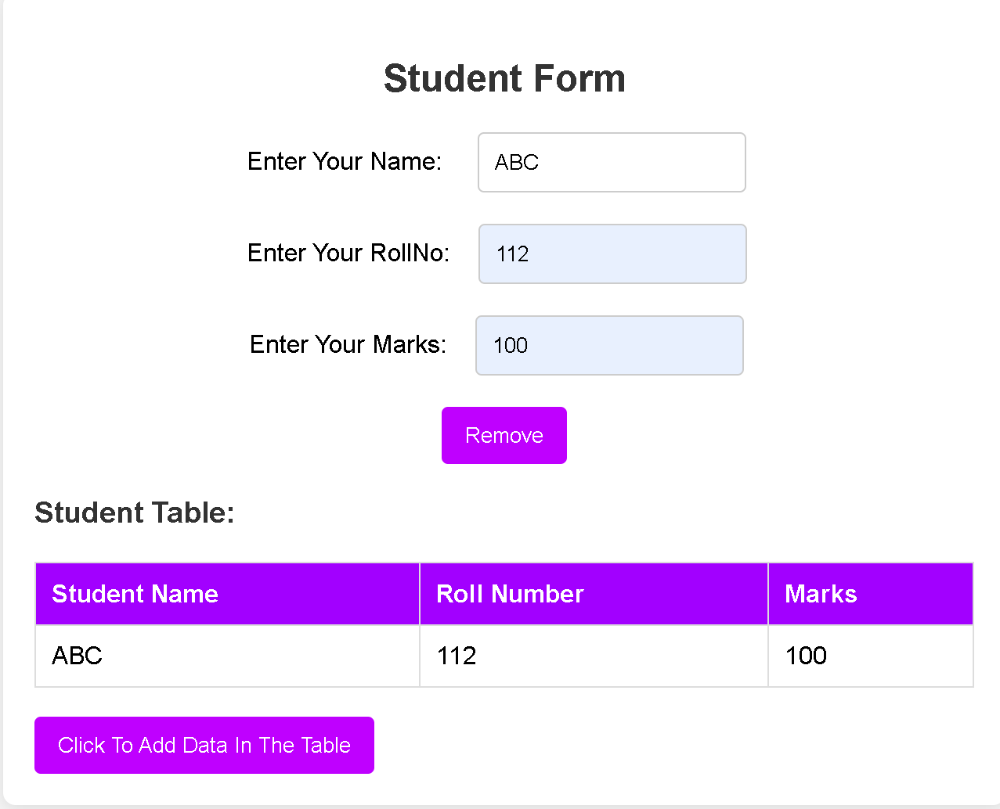 Student Form
Enter Your Name: ABC
Enter Your RollNo: 112
Enter Your Marks: 100
Remove
Student Table:
Student Name Roll Number Marks
ABC 112 100
Click To Add Data In The Table